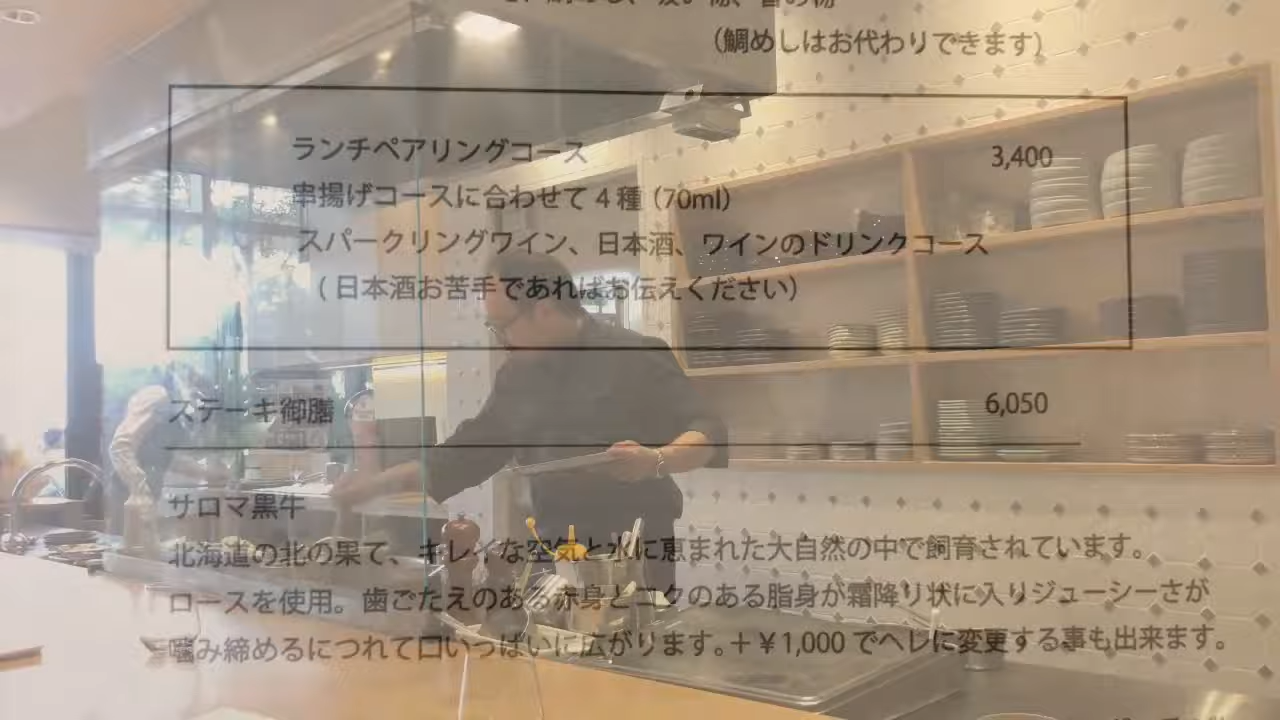 (鯛めしはお代わりできます)
ランチペアリングコース 3,400
串揚げコースに合わせて 4 種 (70ml)
スパークリングワイン、日本酒、ワインのドリンクコース
( 日本酒お苦手であればお伝えください)
ステーキ御膳 6,050
サロマ黒牛
北海道の北の果て、キレイな空気と水に恵まれた大自然の中で飼育されています。
ロースを使用。歯ごたえのある赤身とコクのある脂身が霜降り状に入りジューシーさが
噛み締めるにつれて口いっぱいに広がります。+¥1,000 でヘレに変更する事も出来ます。